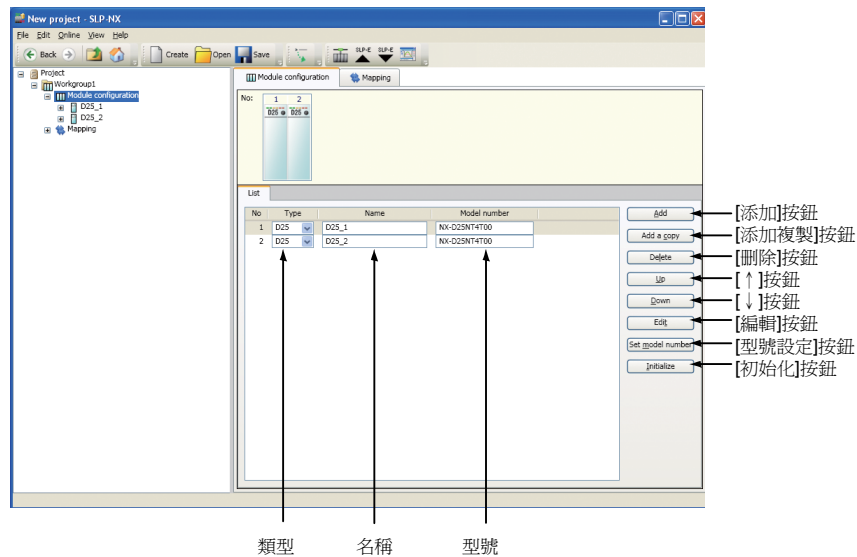 New project - SLP-NX
File Edit Online View Help
Back Create Open Save SLP-E SLP-E
Project
Workgroup1
Module configuration
D25_1
D25_2
Mapping
Module configuration Mapping
No: 1 2
D25 D25
List
No Type Name Model number
1 D25 D25_1 NX-D25NT4T00
2 D25 D25_2 NX-D25NT4T00
Add [添加]按鈕
Add a copy [添加複製]按鈕
Delete [刪除]按鈕
Up [↑]按鈕
Down [↓]按鈕
Edit [編輯]按鈕
Set model number [型號設定]按鈕
Initialize [初始化]按鈕
類型 名稱 型號